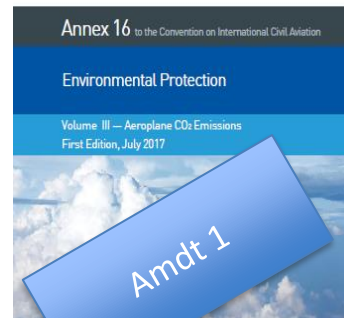 Annex 16 to the Convention on International Civil Aviation
Environmental Protection
Volume III — Aeroplane CO₂ Emissions
First Edition, July 2017
Amdt 1